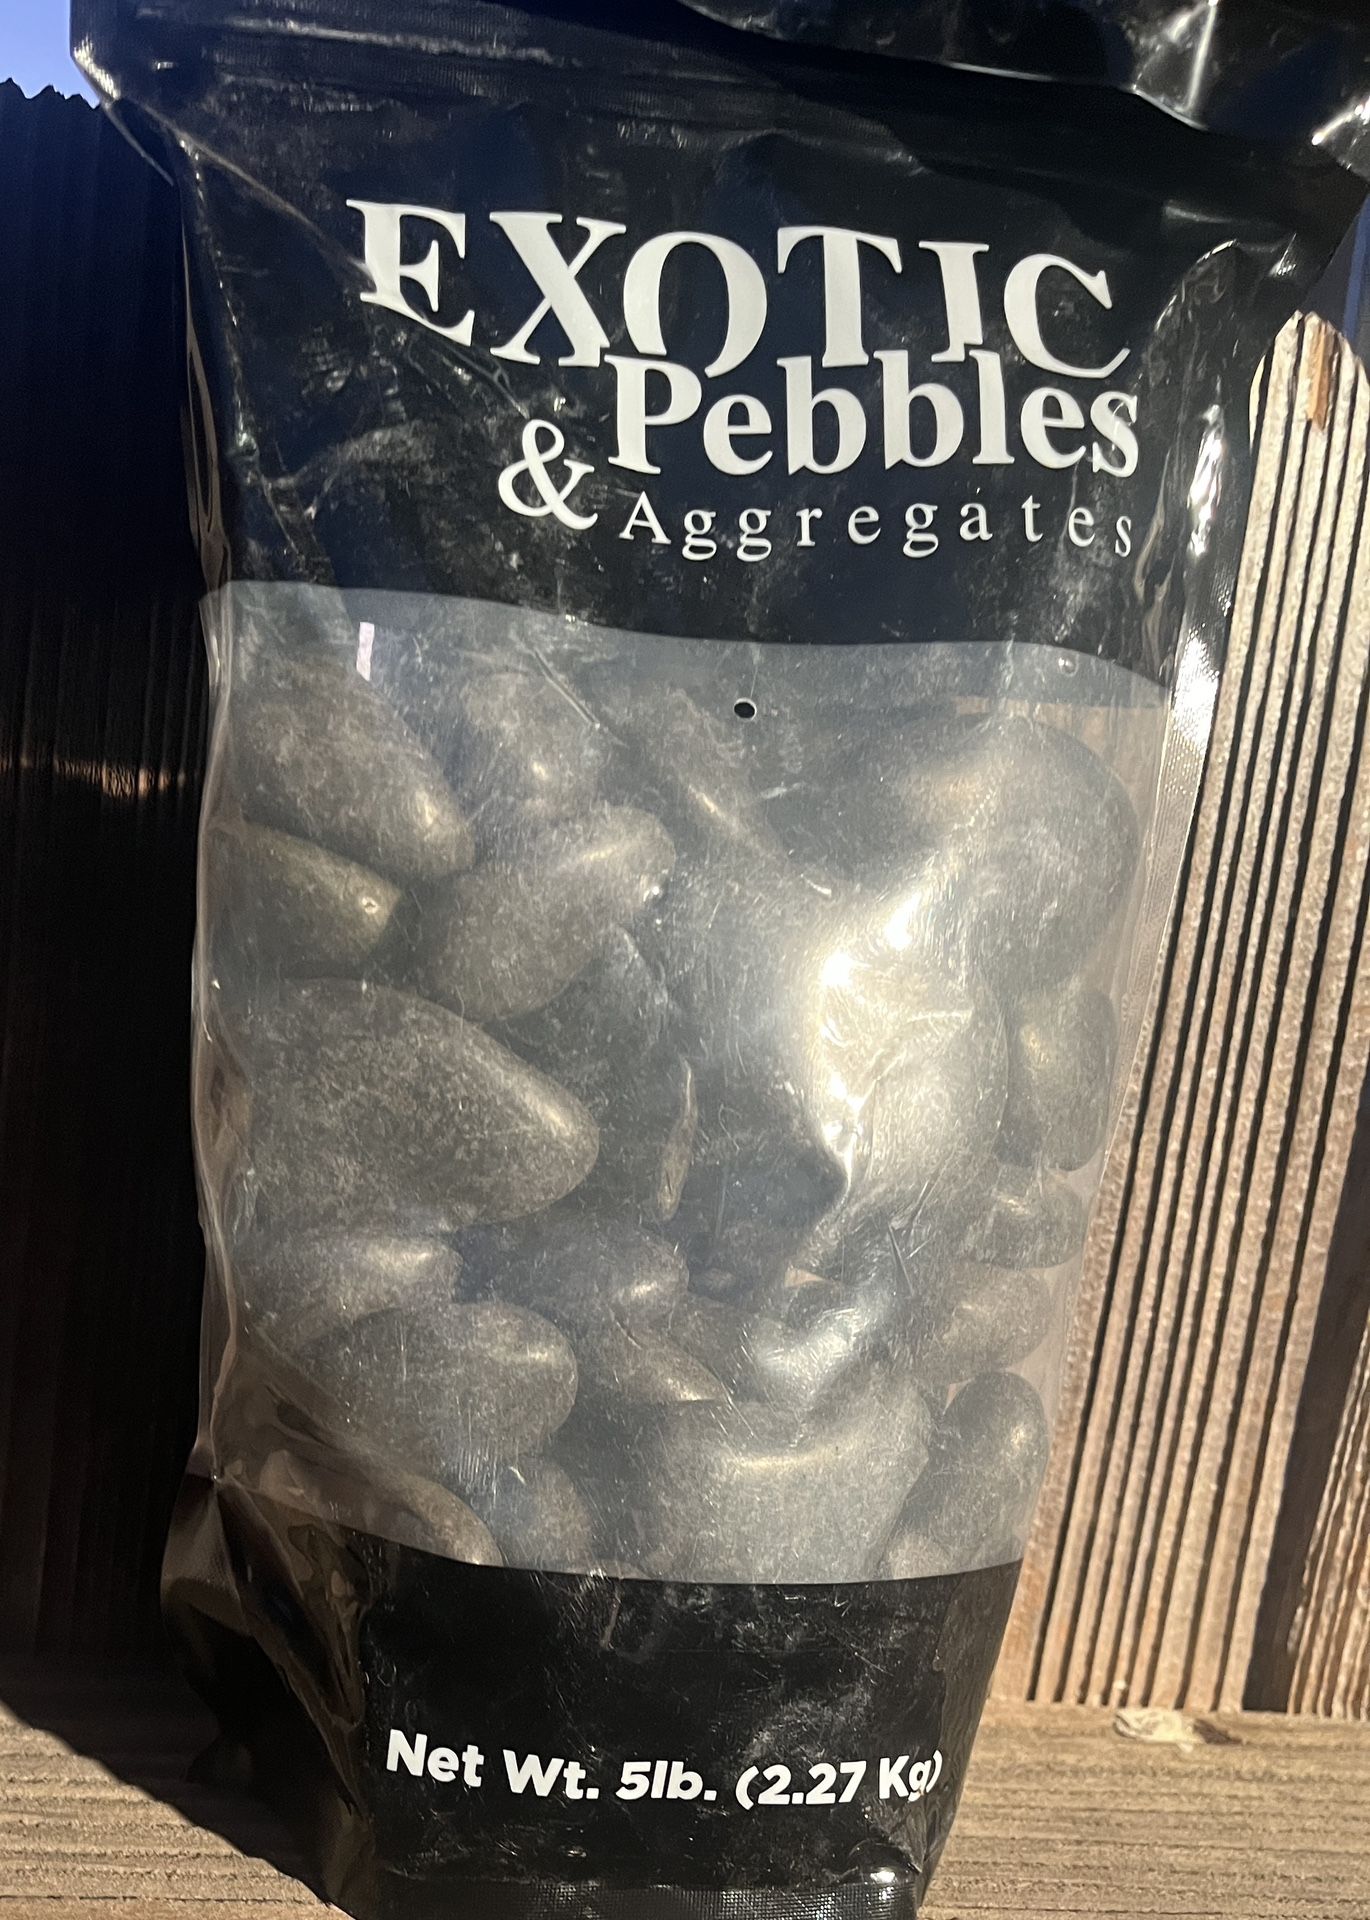 EXOTIC
Pebbles
& Aggregates
Net Wt. 5lb. (2.27 Kg)